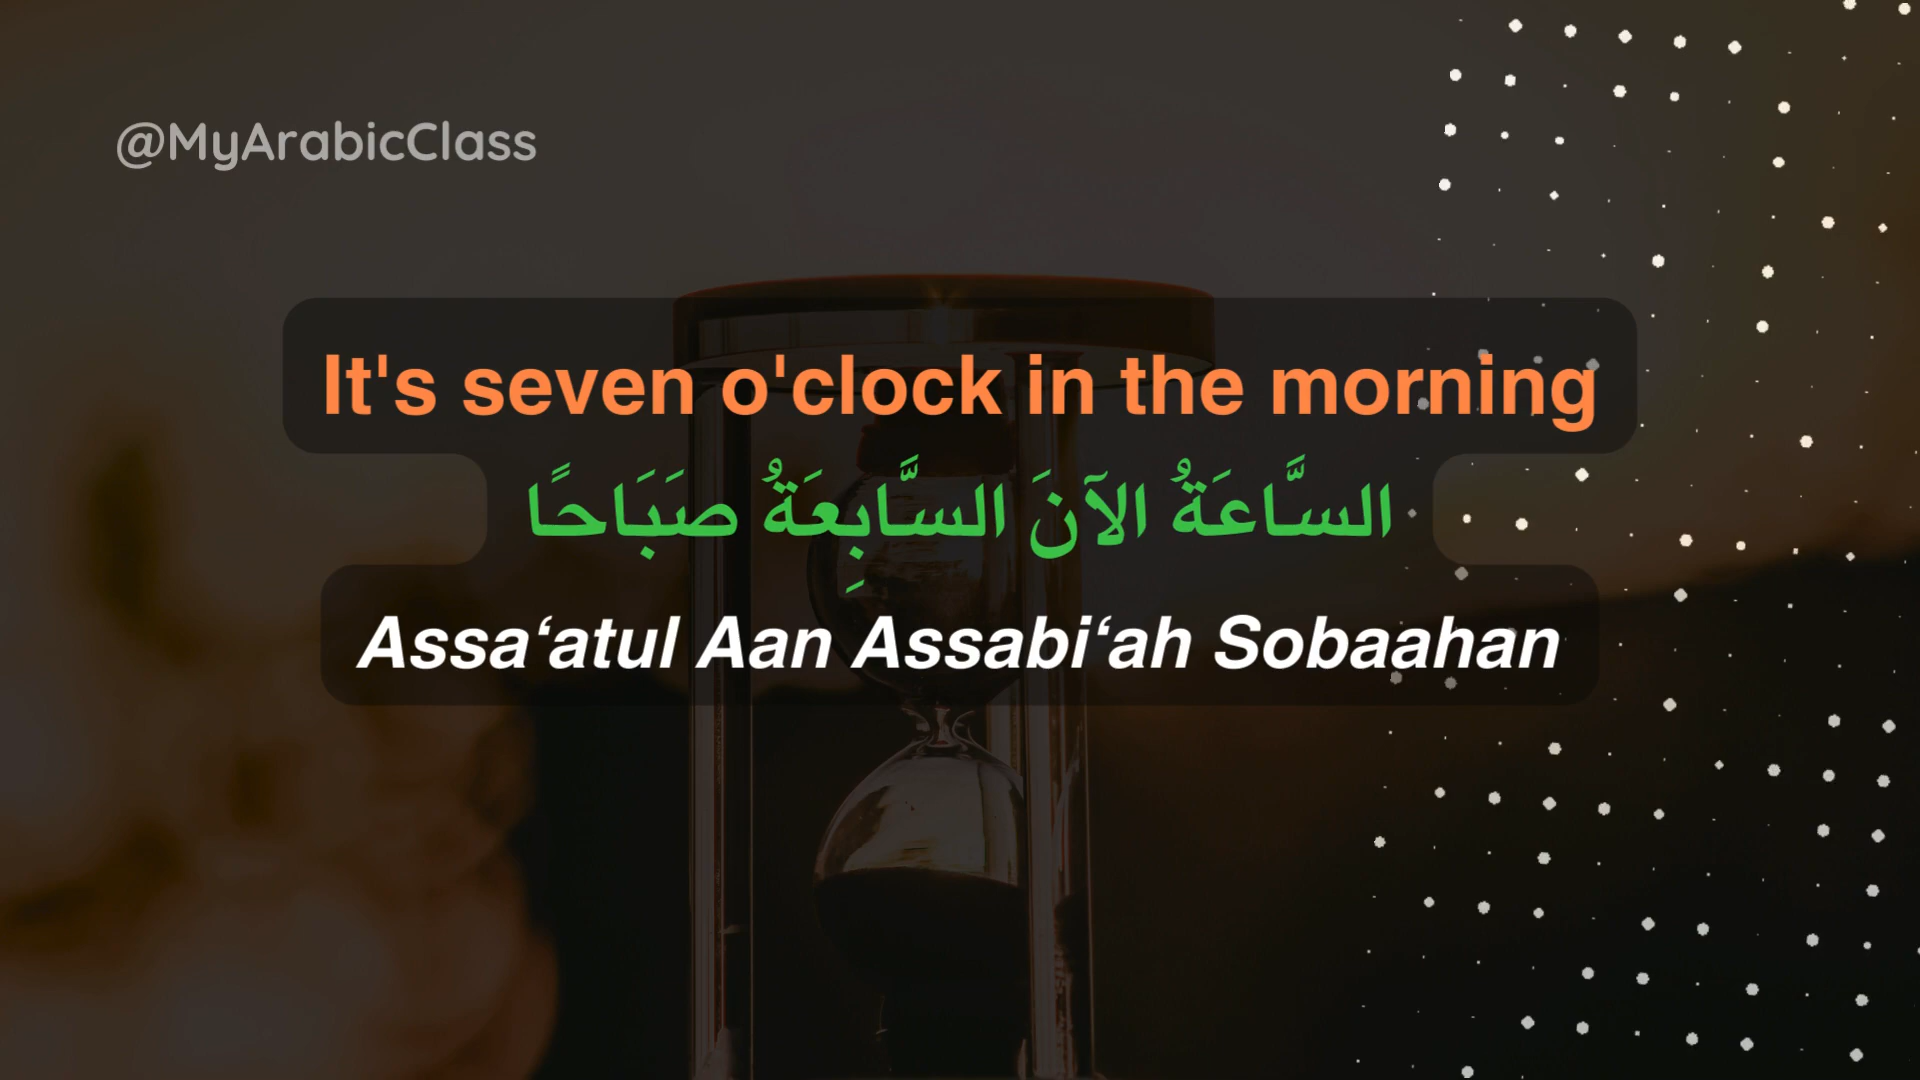 @MyArabicClass
It's seven o'clock in the morning
السَّاعَةُ الآنَ السَّابِعَةُ صَبَاحًا
Assa‘atul Aan Assabi‘ah Sobaahan